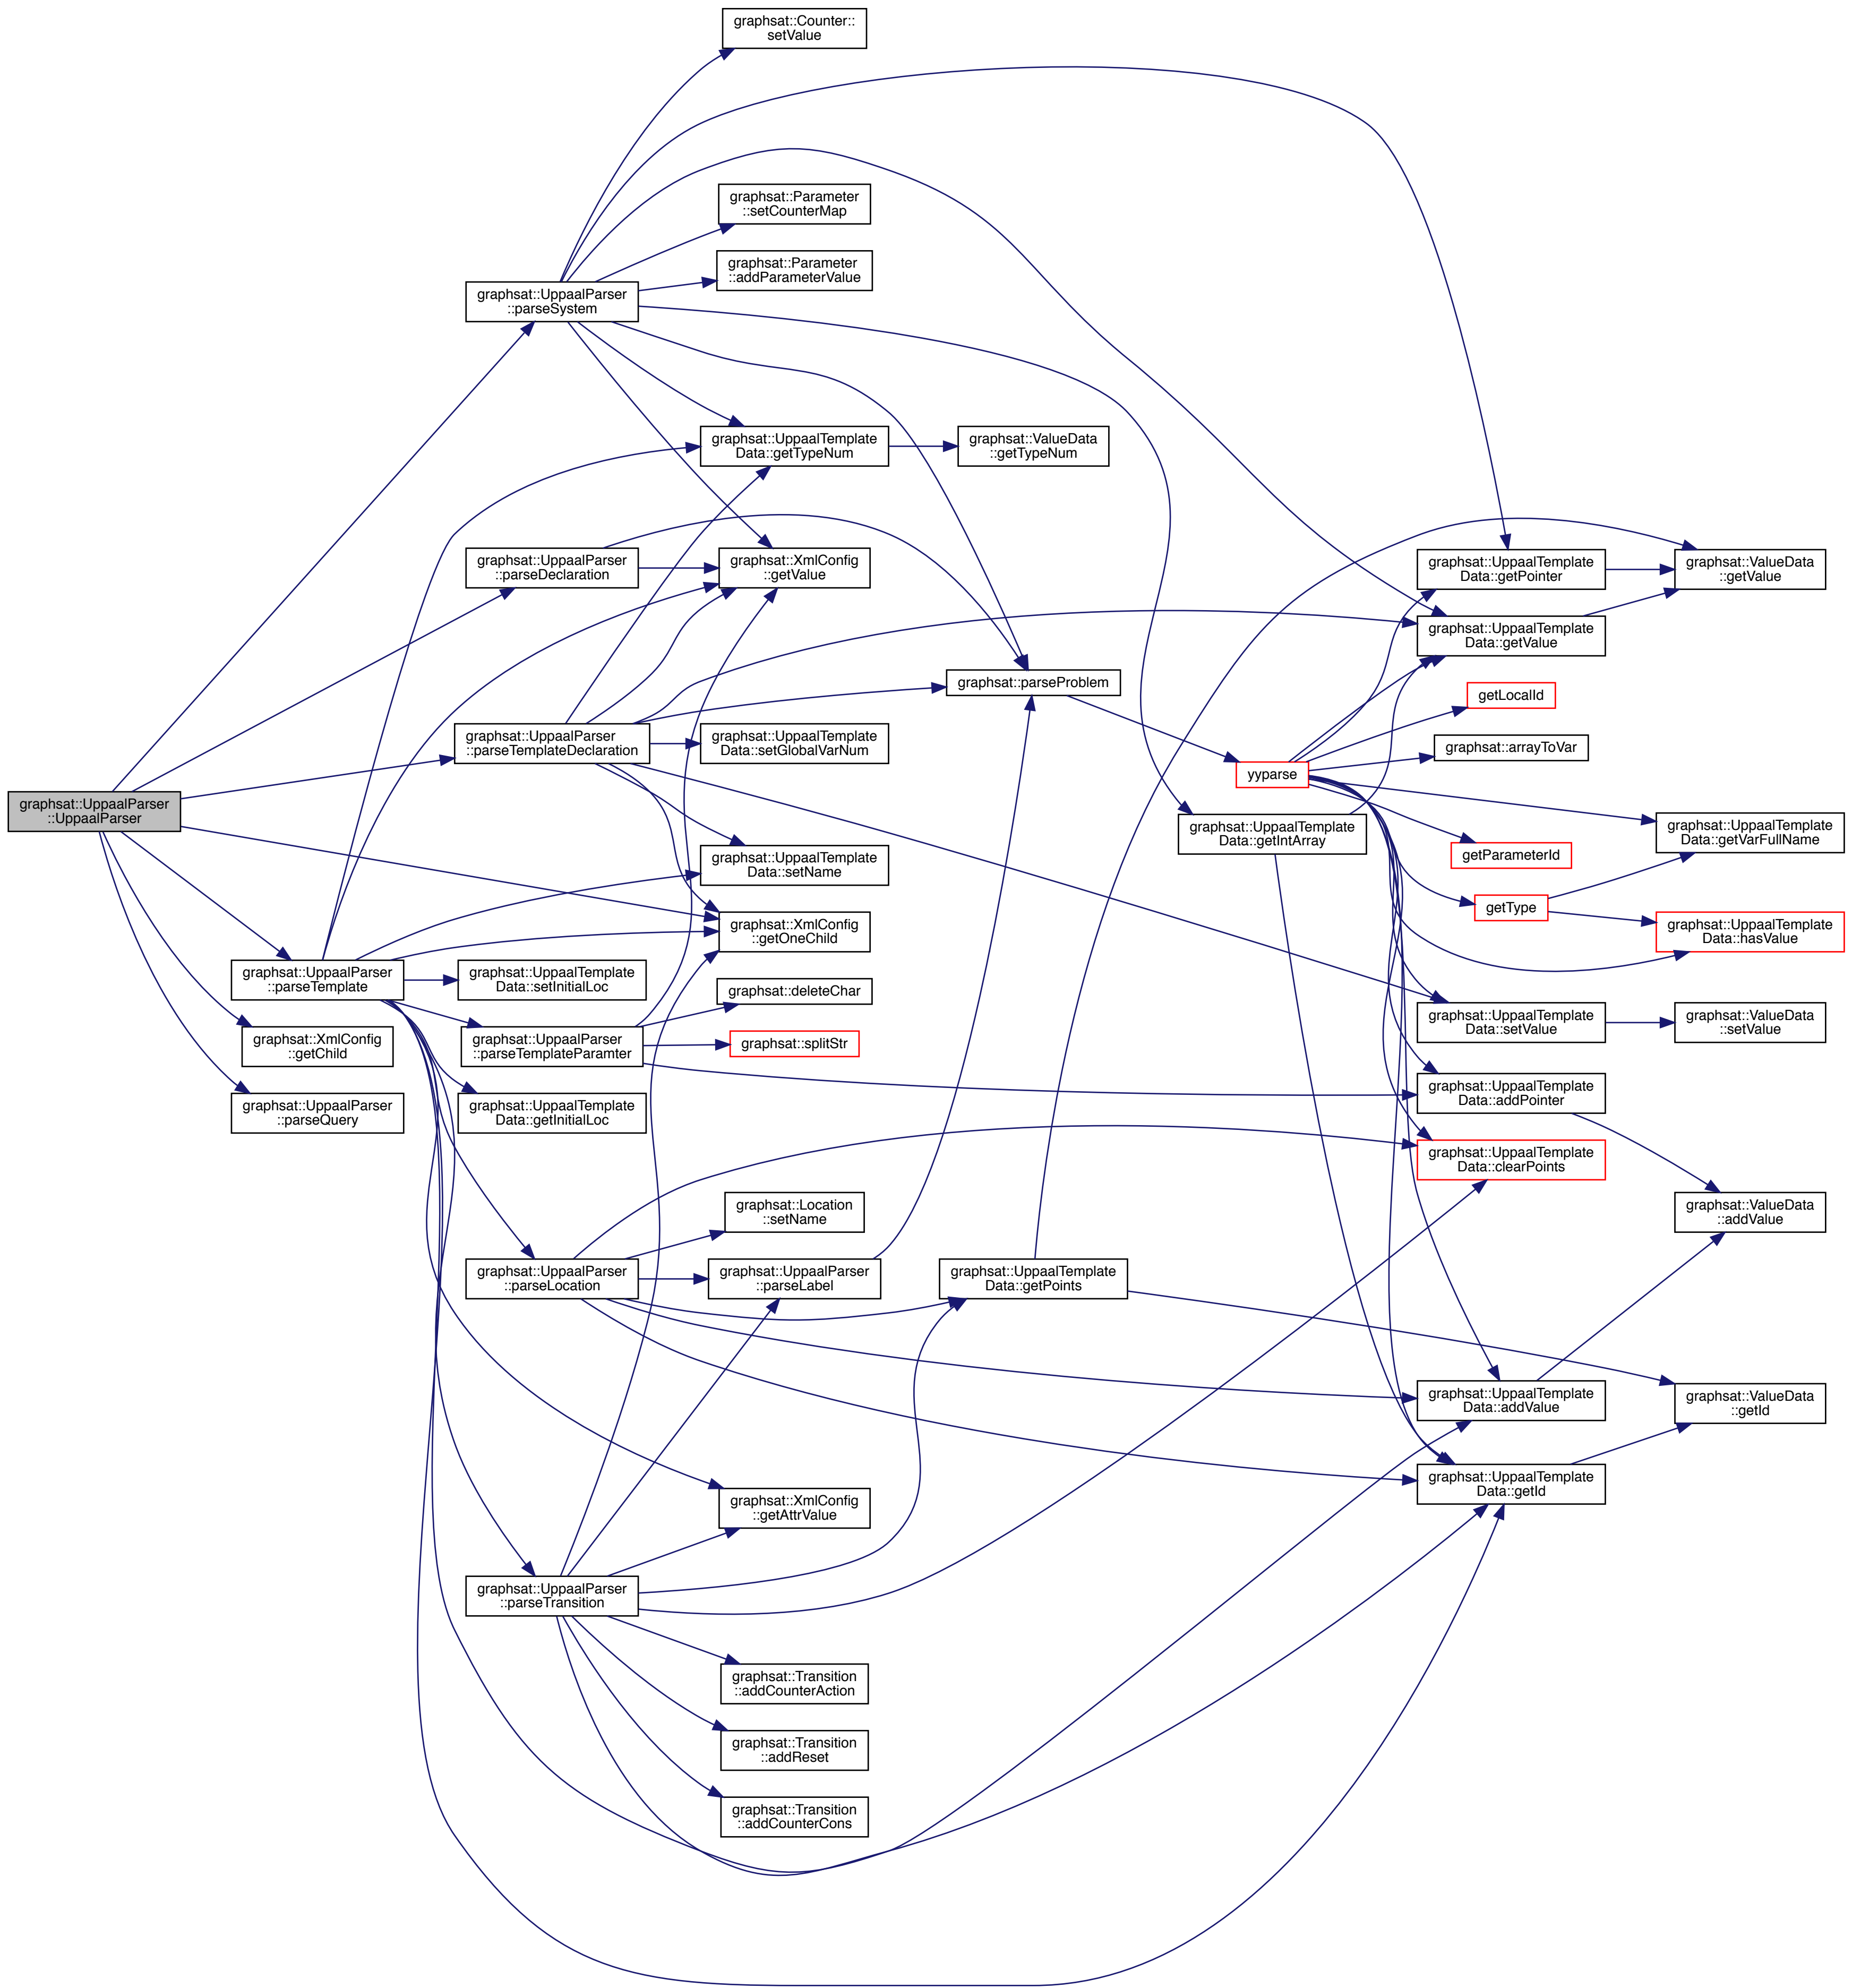 graphsat::Counter::
setValue
graphsat::Parameter
::setCounterMap
graphsat::Parameter
::addParameterValue
graphsat::UppaalParser
::parseSystem
graphsat::UppaalTemplate
Data::getTypeNum
graphsat::ValueData
::getTypeNum
graphsat::UppaalParser
::parseDeclaration
graphsat::XmlConfig
::getValue
graphsat::UppaalTemplate
Data::getPointer
graphsat::ValueData
::getValue
graphsat::UppaalTemplate
Data::getValue
graphsat::parseProblem
getLocalId
graphsat::UppaalParser
::parseTemplateDeclaration
graphsat::UppaalTemplate
Data::setGlobalVarNum
graphsat::arrayToVar
yyparse
graphsat::UppaalParser
::UppaalParser
graphsat::UppaalTemplate
Data::getIntArray
graphsat::UppaalTemplate
Data::getVarFullName
getParameterId
graphsat::UppaalTemplate
Data::setName
getType
graphsat::XmlConfig
::getOneChild
graphsat::UppaalTemplate
Data::hasValue
graphsat::UppaalParser
::parseTemplate
graphsat::UppaalTemplate
Data::setInitialLoc
graphsat::deleteChar
graphsat::UppaalTemplate
Data::setValue
graphsat::ValueData
::setValue
graphsat::XmlConfig
::getChild
graphsat::UppaalParser
::parseTemplateParamter
graphsat::splitStr
graphsat::UppaalParser
::parseQuery
graphsat::UppaalTemplate
Data::getInitialLoc
graphsat::UppaalTemplate
Data::addPointer
graphsat::UppaalTemplate
Data::clearPoints
graphsat::Location
::setName
graphsat::ValueData
::addValue
graphsat::UppaalParser
::parseLocation
graphsat::UppaalParser
::parseLabel
graphsat::UppaalTemplate
Data::getPoints
graphsat::UppaalTemplate
Data::addValue
graphsat::ValueData
::getId
graphsat::UppaalTemplate
Data::getId
graphsat::XmlConfig
::getAttrValue
graphsat::UppaalParser
::parseTransition
graphsat::Transition
::addCounterAction
graphsat::Transition
::addReset
graphsat::Transition
::addCounterCons